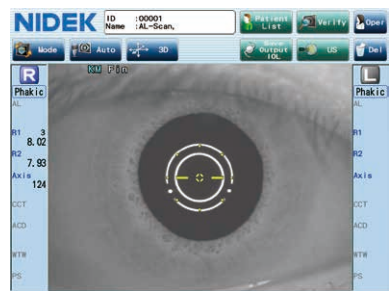 NIDEK
ID :00001
Name :AL-Scan,
Patient List
Verify
Oper
Mode
Auto
3D
Save Output IOL
US
Del
KM Fin
R
L
Phakic
Phakic
AL
AL
R1 3
8.02
R1
R2
7.93
R2
Axis
124
Axis
CCT
CCT
ACD
ACD
WTW
WTW
PS
PS